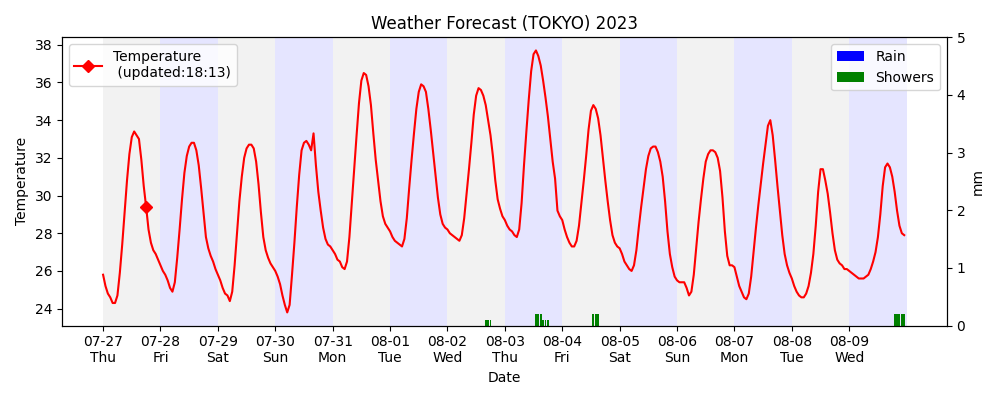 Weather Forecast (TOKYO) 2023
Temperature
(updated:18:13)
Rain
Showers
38
36
34
32
30
28
26
24
Temperature
5
4
3
2
1
0
mm
07-27 07-28 07-29 07-30 07-31 08-01 08-02 08-03 08-04 08-05 08-06 08-07 08-08 08-09
Thu Fri Sat Sun Mon Tue Wed Thu Fri Sat Sun Mon Tue Wed
Date